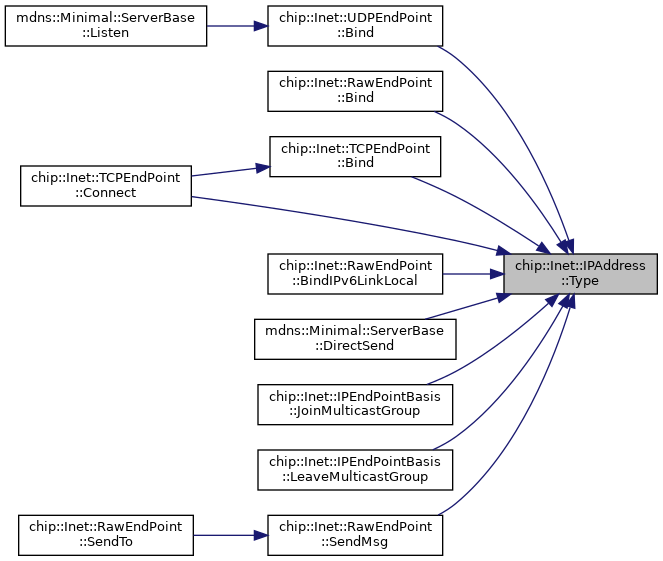 mdns::Minimal::ServerBase
::Listen
chip::Inet::UDPEndPoint
::Bind
chip::Inet::RawEndPoint
::Bind
chip::Inet::TCPEndPoint
::Bind
chip::Inet::TCPEndPoint
::Connect
chip::Inet::IPAddress
::Type
chip::Inet::RawEndPoint
::BindIPv6LinkLocal
mdns::Minimal::ServerBase
::DirectSend
chip::Inet::IPEndPointBasis
::JoinMulticastGroup
chip::Inet::IPEndPointBasis
::LeaveMulticastGroup
chip::Inet::RawEndPoint
::SendTo
chip::Inet::RawEndPoint
::SendMsg